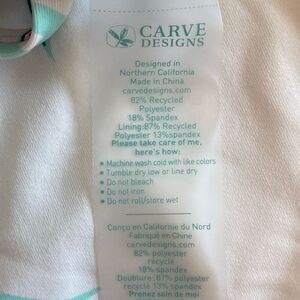 CARVE
DESIGNS
Designed in
Northern California
Made in China
carvedesigns.com
82% Recycled
Polyester
18% Spandex
Lining:87% Recycled
Polyester 13%spandex
Please take care of me,
here's how:
• Machine wash cold with like colors
• Tumble dry low or line dry
• Do not bleach
• Do not iron
• Do not roll/store wet
Conçu en Californie du Nord
Fabriqué en Chine
carvedesigns.com
82% polyester
recyclé
18% spandex
Doublure: 87% polyester
recyclé 13% spandex
Prenez soin de moi